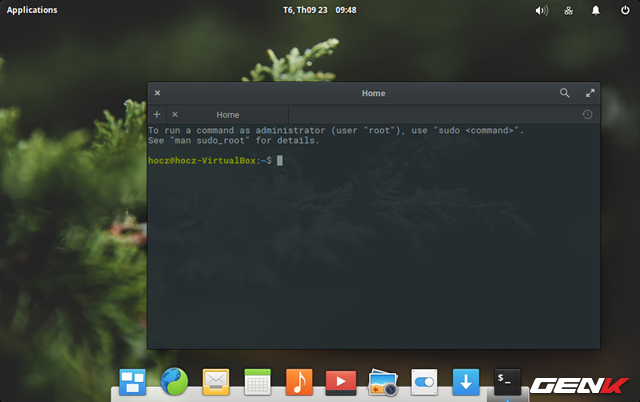 Applications
T6, Th09 23 09:48
Home
Home
To run a command as administrator (user "root"), use "sudo <command>".
See "man sudo_root" for details.
hocz@hocz-VirtualBox:~$
$_
GENK